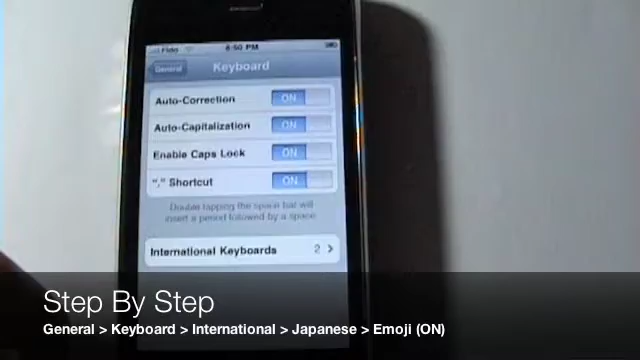 Fido 6:50 PM
General Keyboard
Auto-Correction ON
Auto-Capitalization ON
Enable Caps Lock ON
"." Shortcut ON
Double tapping the space bar will
insert a period followed by a space.
International Keyboards 2 >
Step By Step
General > Keyboard > International > Japanese > Emoji (ON)